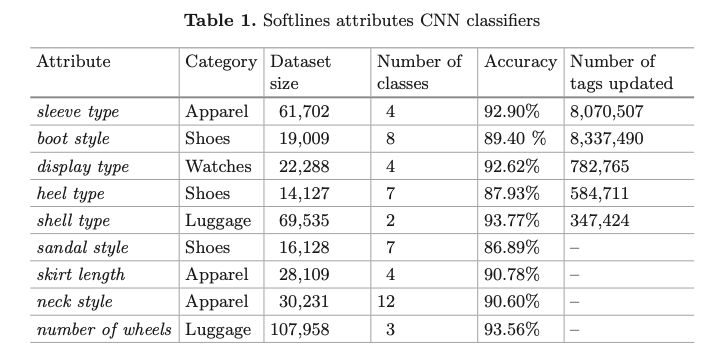 Table 1. Softlines attributes CNN classifiers
Attribute Category Dataset size Number of classes Accuracy Number of tags updated
sleeve type Apparel 61,702 4 92.90% 8,070,507
boot style Shoes 19,009 8 89.40 % 8,337,490
display type Watches 22,288 4 92.62% 782,765
heel type Shoes 14,127 7 87.93% 584,711
shell type Luggage 69,535 2 93.77% 347,424
sandal style Shoes 16,128 7 86.89% –
skirt length Apparel 28,109 4 90.78% –
neck style Apparel 30,231 12 90.60% –
number of wheels Luggage 107,958 3 93.56% –